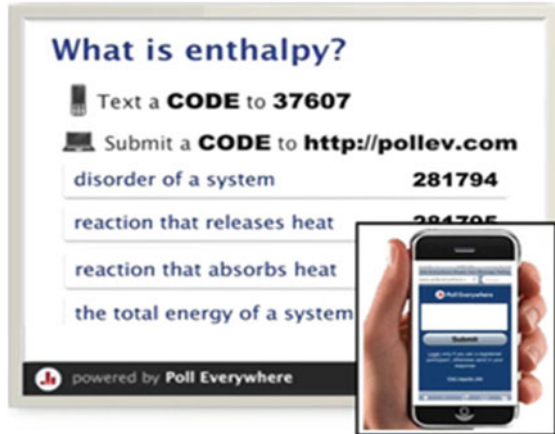 What is enthalpy?
Text a CODE to 37607
Submit a CODE to http://pollev.com
disorder of a system 281794
reaction that releases heat 281795
reaction that absorbs heat
the total energy of a system
powered by Poll Everywhere
Poll Everywhere
Submit